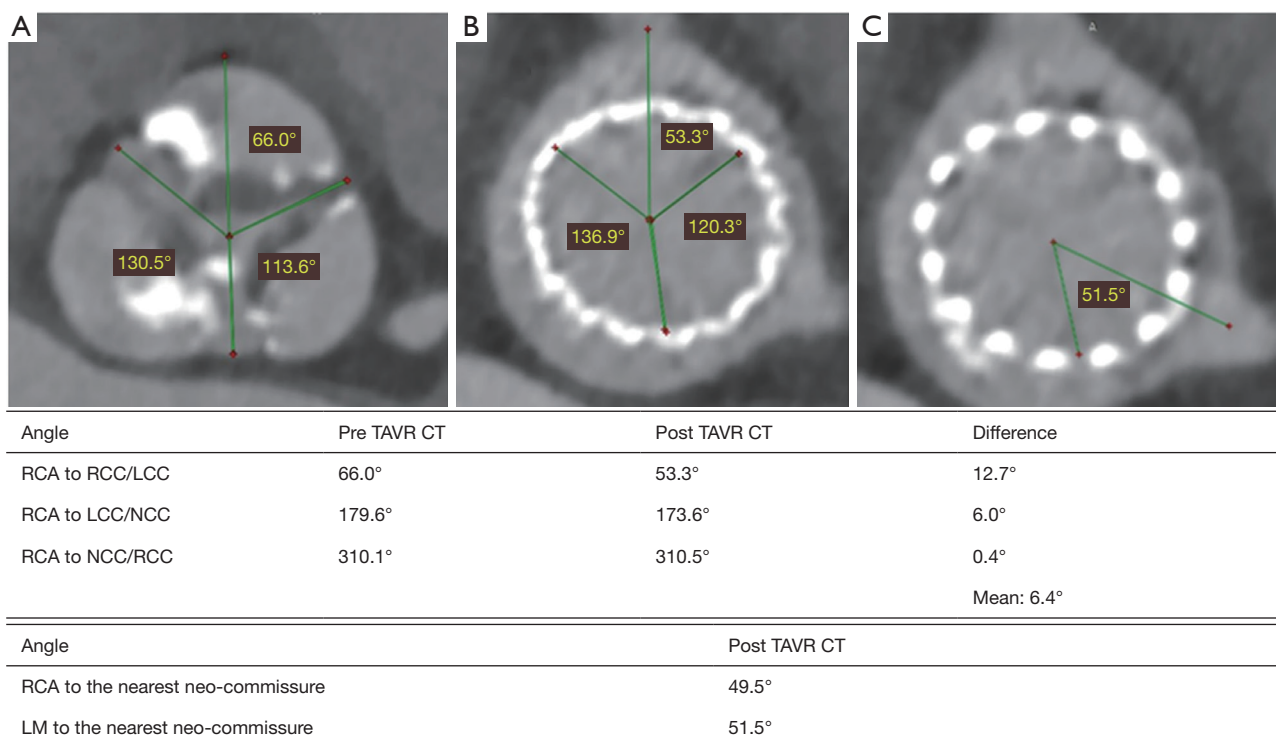 A B C
A
66.0°
130.5° 113.6°
53.3°
136.9° 120.3°
51.5°
Angle Pre TAVR CT Post TAVR CT Difference
RCA to RCC/LCC 66.0° 53.3° 12.7°
RCA to LCC/NCC 179.6° 173.6° 6.0°
RCA to NCC/RCC 310.1° 310.5° 0.4°
Mean: 6.4°
Angle Post TAVR CT
RCA to the nearest neo-commissure 49.5°
LM to the nearest neo-commissure 51.5°